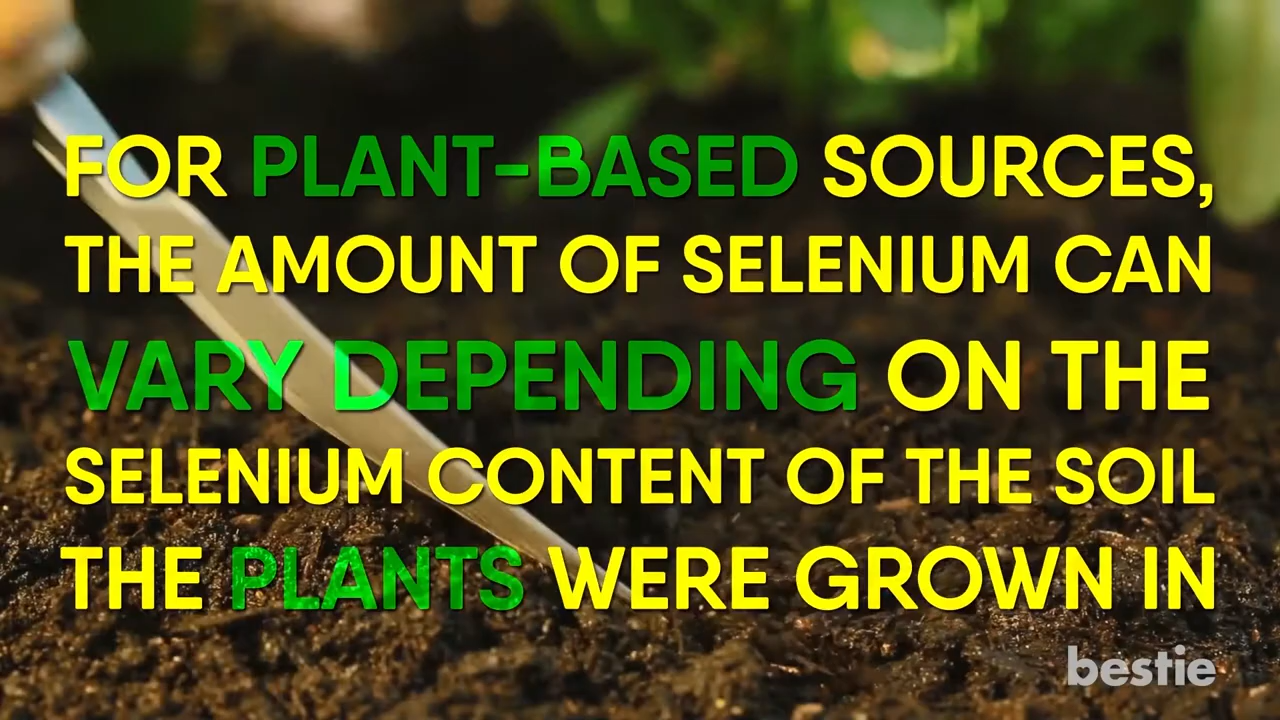 FOR PLANT-BASED SOURCES,
THE AMOUNT OF SELENIUM CAN
VARY DEPENDING ON THE
SELENIUM CONTENT OF THE SOIL
THE PLANTS WERE GROWN IN
bestie